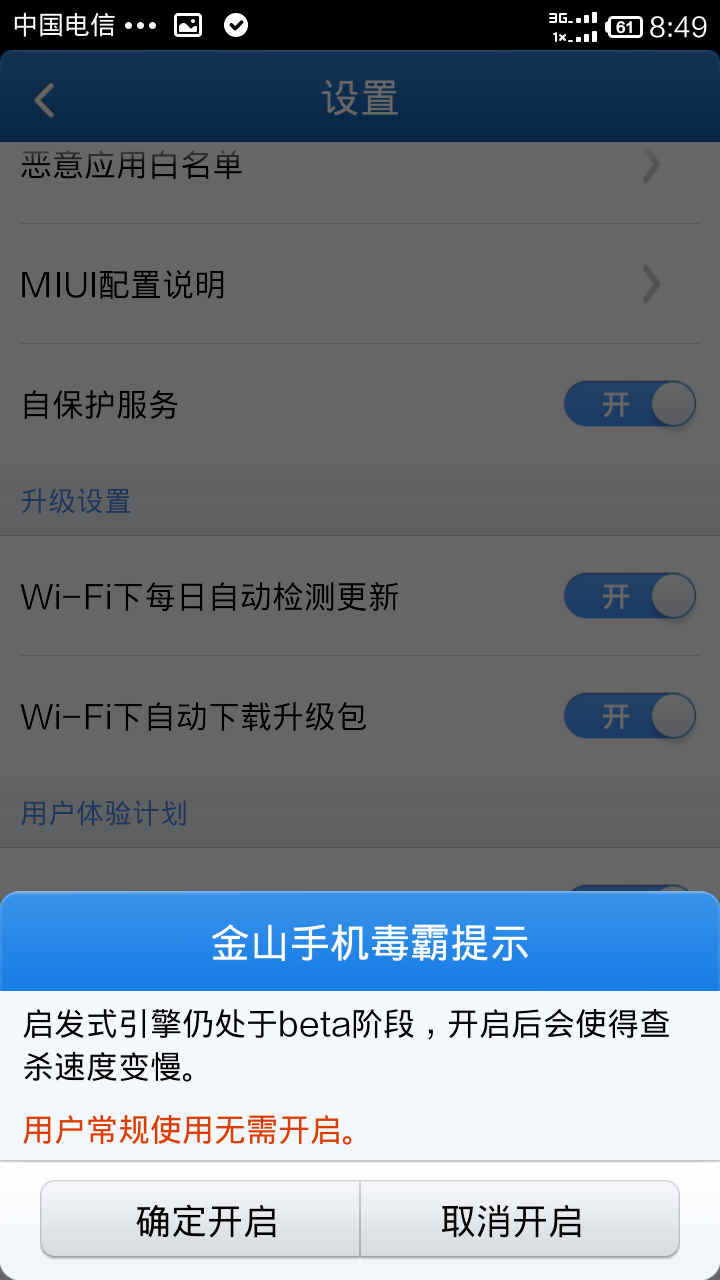 中国电信 ••• 3G 1x 61 8:49
设置
恶意应用白名单
MIUI配置说明
自保护服务 开
升级设置
Wi-Fi下每日自动检测更新 开
Wi-Fi下自动下载升级包 开
用户体验计划
金山手机毒霸提示
启发式引擎仍处于beta阶段，开启后会使得查
杀速度变慢。
用户常规使用无需开启。
确定开启 取消开启